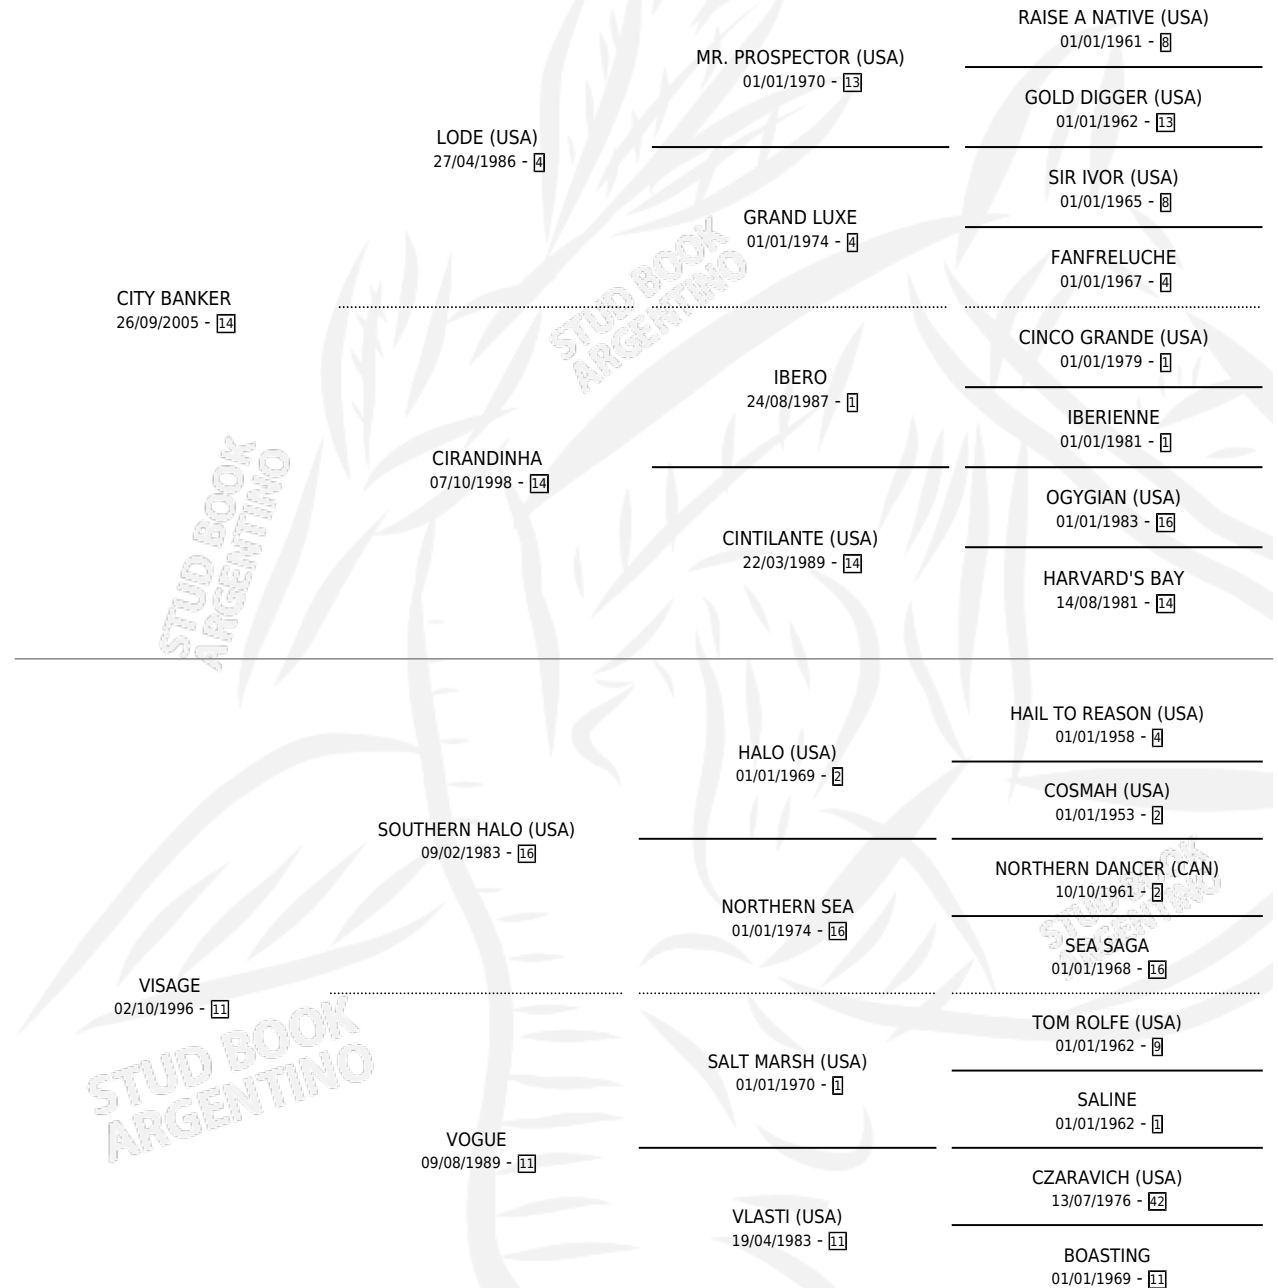 RAISE A NATIVE (USA)
01/01/1961 - 8
MR. PROSPECTOR (USA)
01/01/1970 - 13
GOLD DIGGER (USA)
01/01/1962 - 13
LODE (USA)
27/04/1986 - 4
SIR IVOR (USA)
01/01/1965 - 8
GRAND LUXE
01/01/1974 - 4
FANFRELUCHE
01/01/1967 - 4
CITY BANKER
26/09/2005 - 14
STUD BOOK
ARGENTINO
CINCO GRANDE (USA)
01/01/1979 - 1
IBERO
24/08/1987 - 1
IBERIENNE
01/01/1981 - 1
CIRANDINHA
07/10/1998 - 14
OGYGIAN (USA)
01/01/1983 - 16
CINTILANTE (USA)
22/03/1989 - 14
HARVARD'S BAY
14/08/1981 - 14
STUD BOOK
ARGENTINO
HAIL TO REASON (USA)
01/01/1958 - 4
HALO (USA)
01/01/1969 - 2
COSMAH (USA)
01/01/1953 - 2
SOUTHERN HALO (USA)
09/02/1983 - 16
NORTHERN DANCER (CAN)
10/10/1961 - 2
NORTHERN SEA
01/01/1974 - 16
STUD BOOK
ARGENTINO
SEA SAGA
01/01/1968 - 16
VISAGE
02/10/1996 - 11
STUD BOOK
ARGENTINO
TOM ROLFE (USA)
01/01/1962 - 9
SALT MARSH (USA)
01/01/1970 - 1
SALINE
01/01/1962 - 1
VOGUE
09/08/1989 - 11
CZARAVICH (USA)
13/07/1976 - 42
VLASTI (USA)
19/04/1983 - 11
BOASTING
01/01/1969 - 11